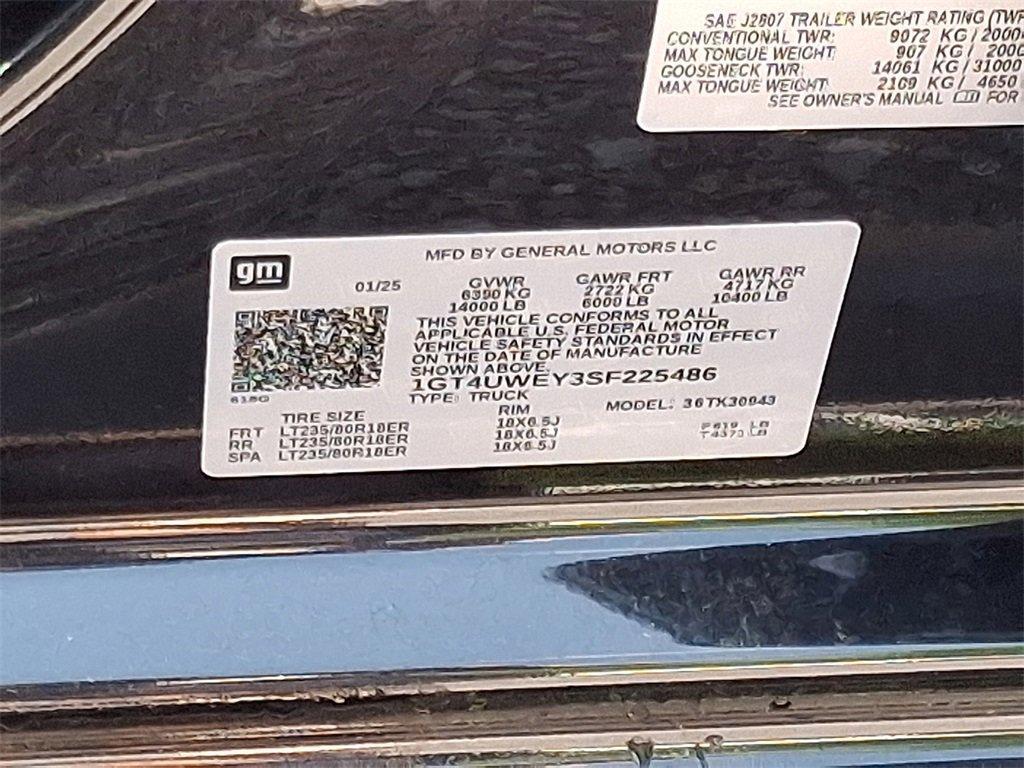 SAE J2807 TRAILER WEIGHT RATING (TWR
CONVENTIONAL TWR: 9072 KG / 2000
MAX TONGUE WEIGHT 907 KG / 200
GOOSENECK TWR: 14061 KG / 31000
MAX TONGUE WEIGHT: 2109 KG / 4650
SEE OWNER'S MANUAL FOR
gm
MFD BY GENERAL MOTORS LLC
01/25
GVWR GAWR FRT GAWR RR
6350 KG 2722 KG 4717 KG
14000 LB 6000 LB 10400 LB
THIS VEHICLE CONFORMS TO ALL
APPLICABLE U.S. FEDERAL MOTOR
VEHICLE SAFETY STANDARDS IN EFFECT
ON THE DATE OF MANUFACTURE
SHOWN ABOVE.
1GT4UWEY3SF225486
TYPE: TRUCK MODEL: 36TK30943
TIRE SIZE RIM
FRT LT235/80R18ER 18X6.5J
RR LT235/80R18ER 18X6.5J
SPA LT235/80R18ER 18X6.5J